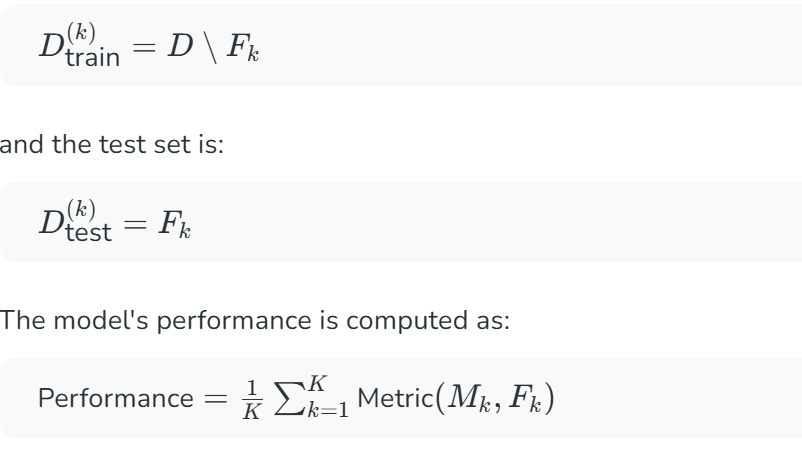 D_train^(k) = D \ F_k
and the test set is:
D_test^(k) = F_k
The model's performance is computed as:
Performance = 1/K ∑_{k=1}^K Metric(M_k, F_k)